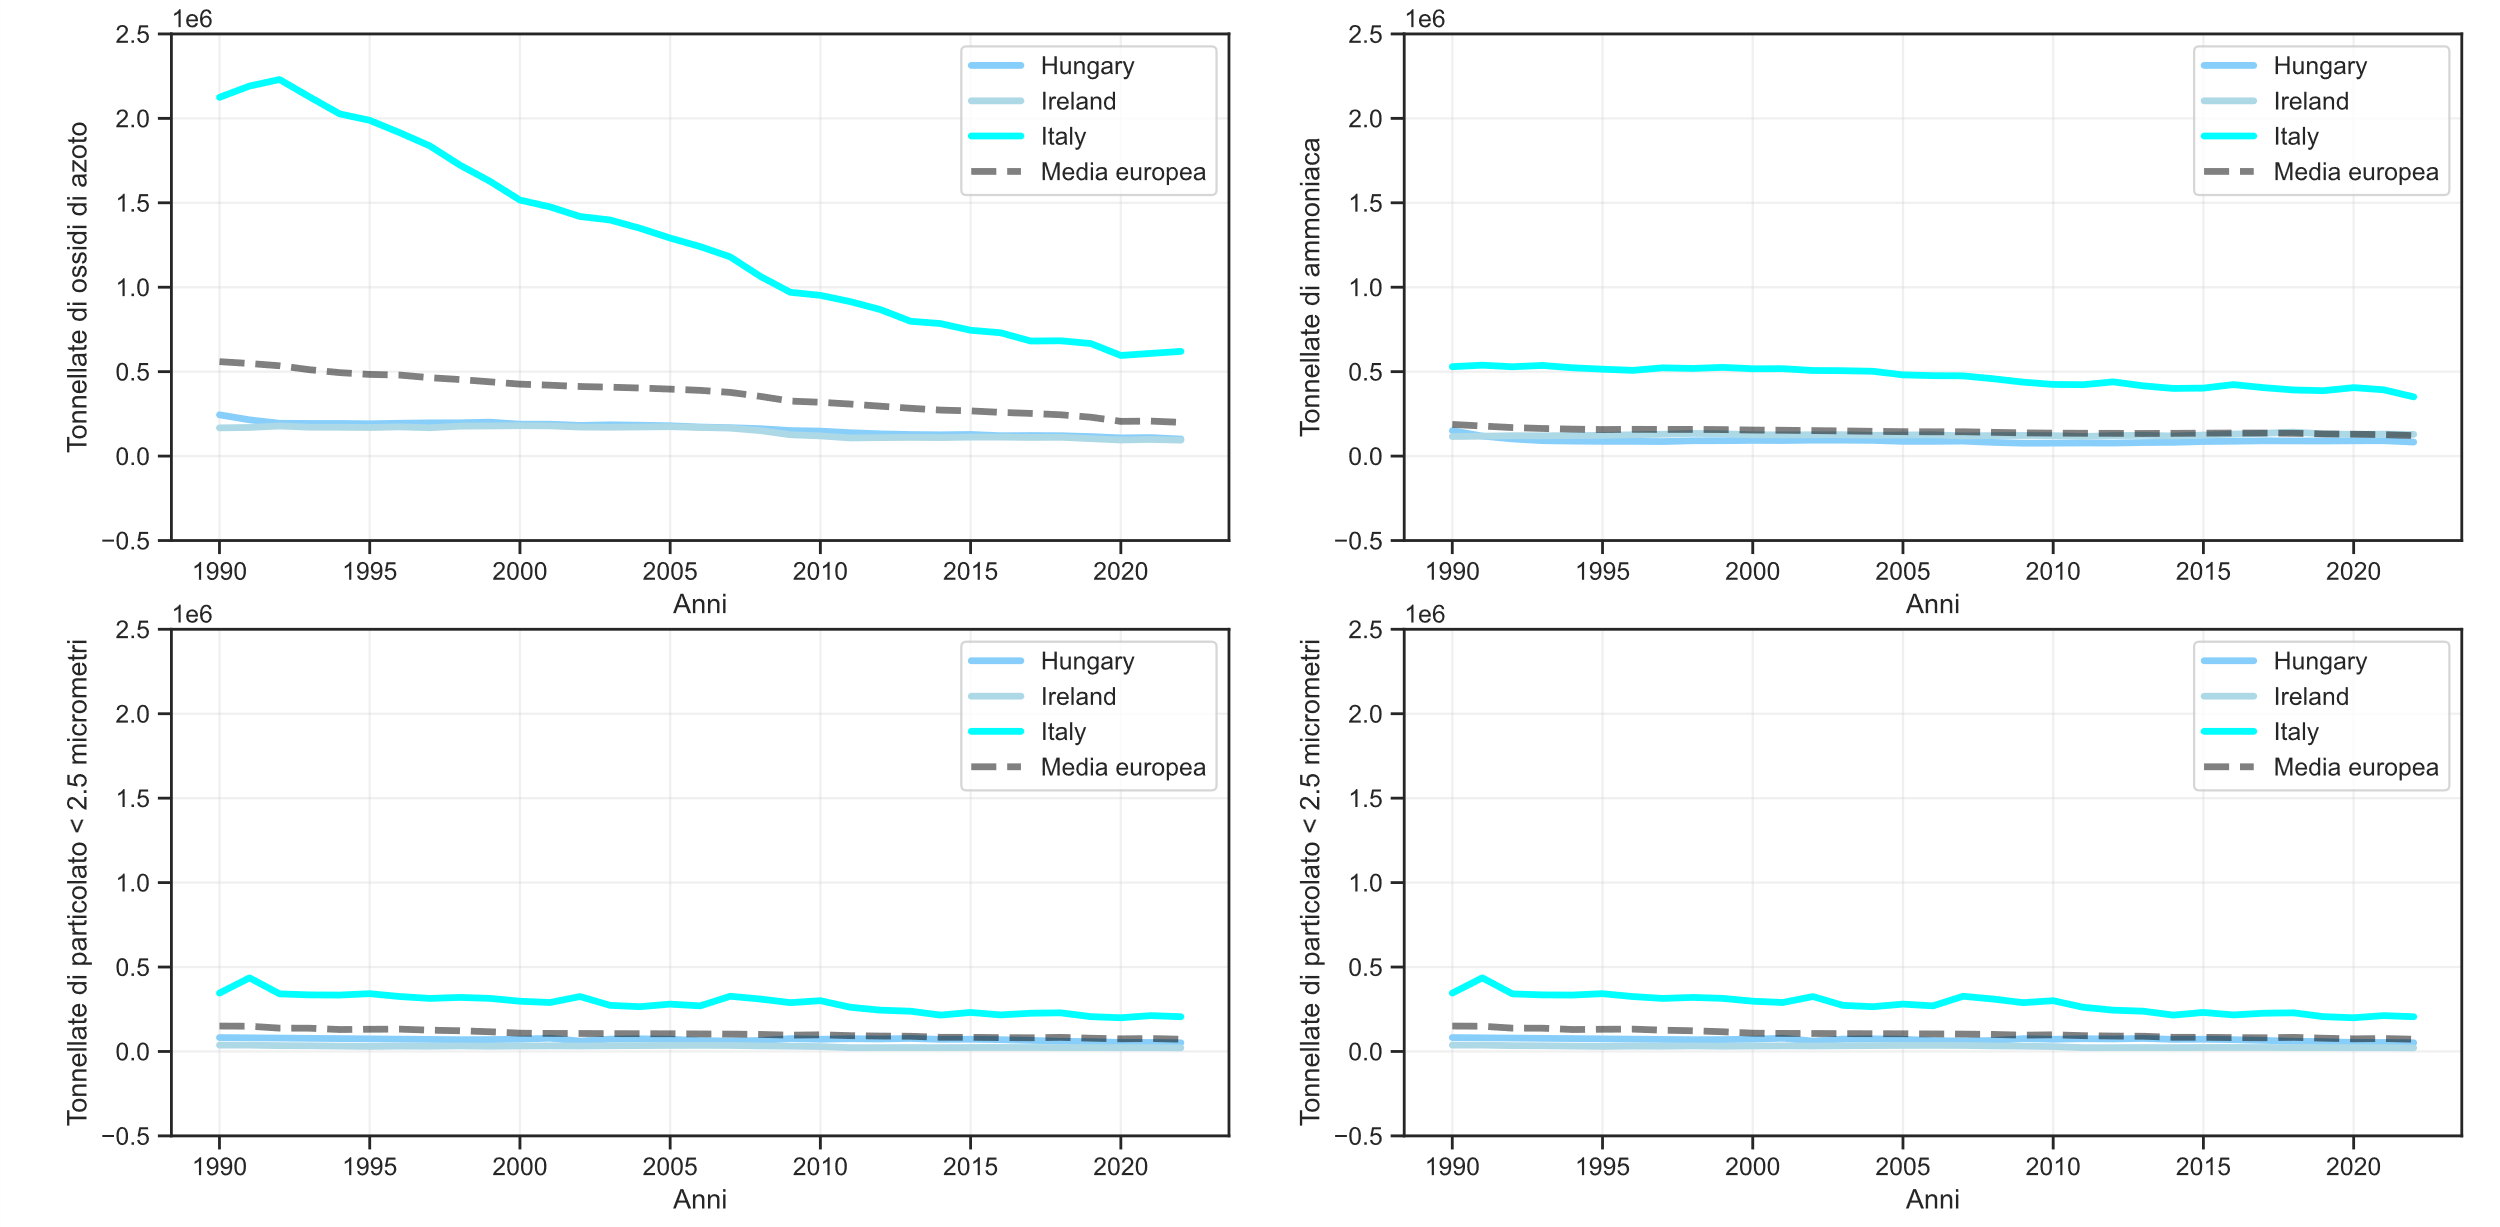 1e6
2.5
2.0
1.5
1.0
0.5
0.0
−0.5
Tonnellate di ossidi di azoto
Hungary
Ireland
Italy
Media europea
1990 1995 2000 2005 2010 2015 2020
Anni
1e6
2.5
2.0
1.5
1.0
0.5
0.0
−0.5
Tonnellate di ammoniaca
Hungary
Ireland
Italy
Media europea
1990 1995 2000 2005 2010 2015 2020
Anni
1e6
2.5
2.0
1.5
1.0
0.5
0.0
−0.5
Tonnellate di particolato < 2.5 micrometri
Hungary
Ireland
Italy
Media europea
1990 1995 2000 2005 2010 2015 2020
Anni
1e6
2.5
2.0
1.5
1.0
0.5
0.0
−0.5
Tonnellate di particolato < 2.5 micrometri
Hungary
Ireland
Italy
Media europea
1990 1995 2000 2005 2010 2015 2020
Anni